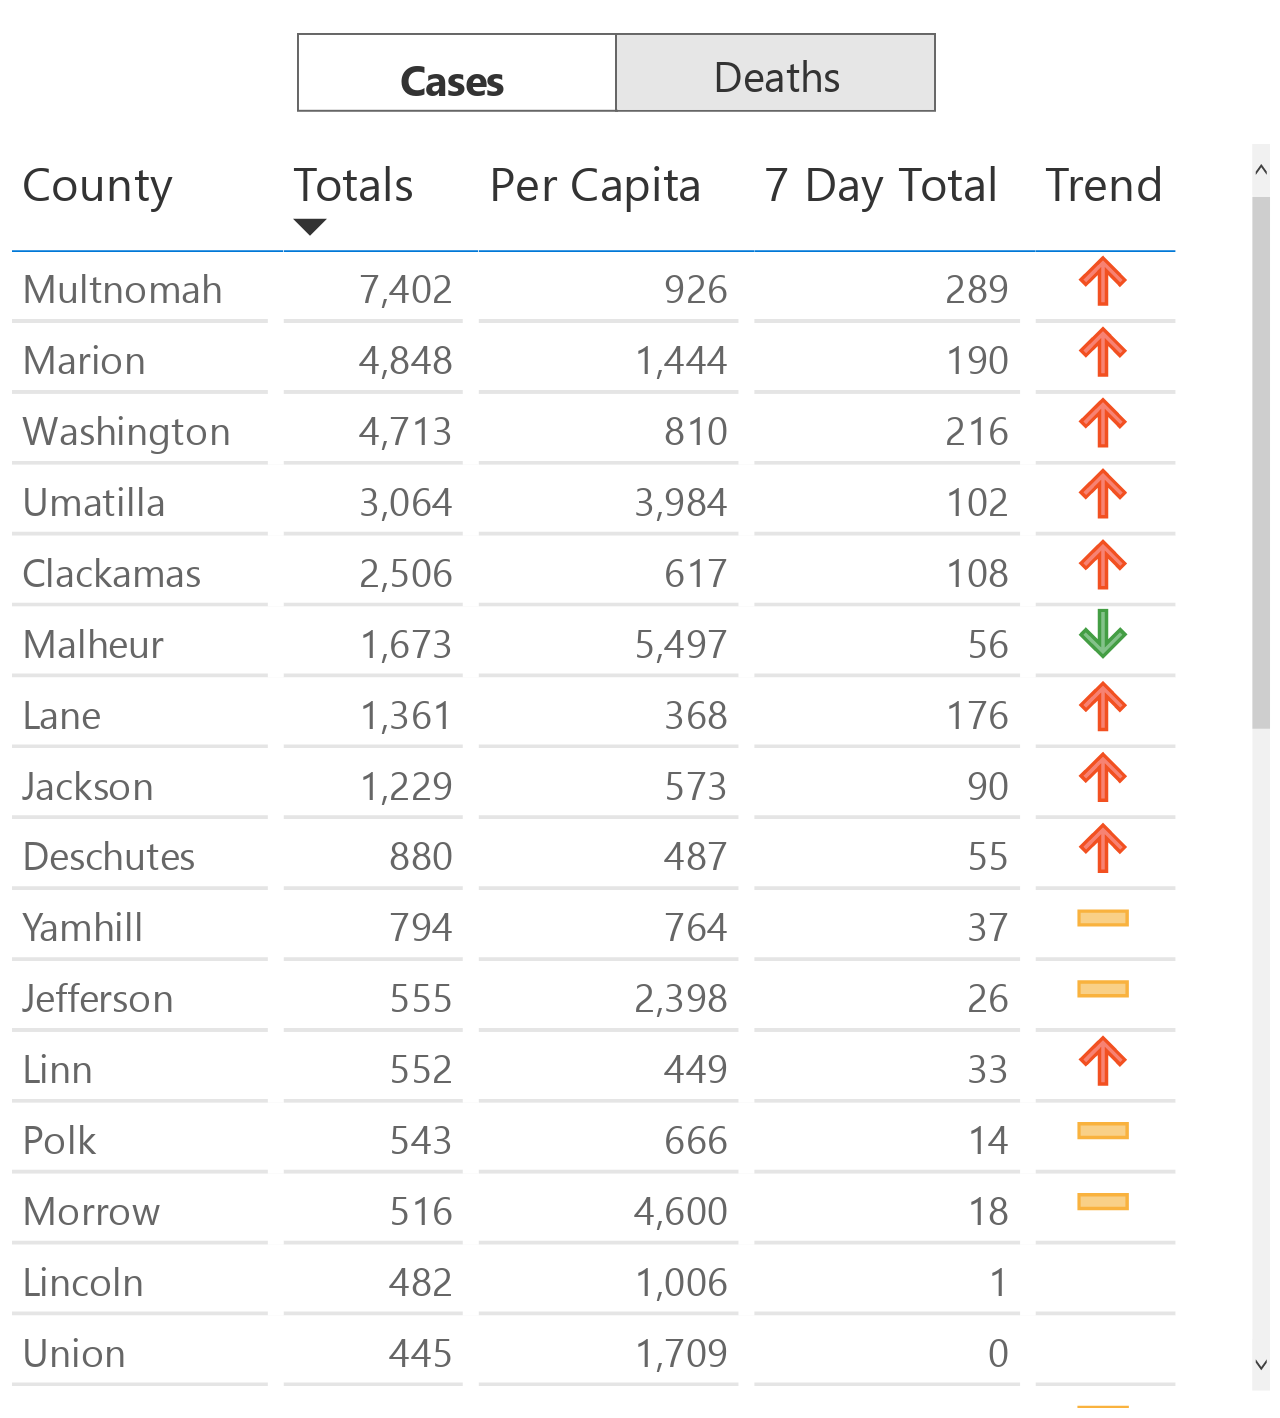 Cases Deaths
County Totals Per Capita 7 Day Total Trend
Multnomah 7,402 926 289
Marion 4,848 1,444 190
Washington 4,713 810 216
Umatilla 3,064 3,984 102
Clackamas 2,506 617 108
Malheur 1,673 5,497 56
Lane 1,361 368 176
Jackson 1,229 573 90
Deschutes 880 487 55
Yamhill 794 764 37
Jefferson 555 2,398 26
Linn 552 449 33
Polk 543 666 14
Morrow 516 4,600 18
Lincoln 482 1,006 1
Union 445 1,709 0